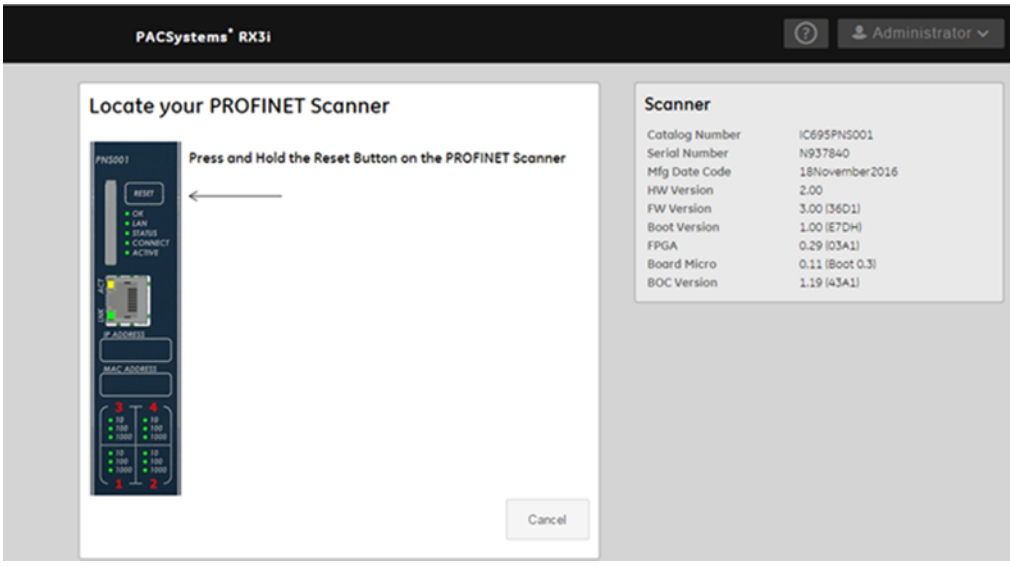 PACSystems* RX3i
? Administrator
Locate your PROFINET Scanner
PNS001
Press and Hold the Reset Button on the PROFINET Scanner
RESET
OK
LAN
STATUS
CONNECT
ACTIVE
ACT
LNK
IP ADDRESS
MAC ADDRESS
3 4
10 10
100 100
1000 1000
10 10
100 100
1000 1000
1 2
Cancel
Scanner
Catalog Number IC695PNS001
Serial Number N937840
Mfg Date Code 18November2016
HW Version 2.00
FW Version 3.00 (36D1)
Boot Version 1.00 (E7DH)
FPGA 0.29 (03A1)
Board Micro 0.11 (Boot 0.3)
BOC Version 1.19 (43A1)